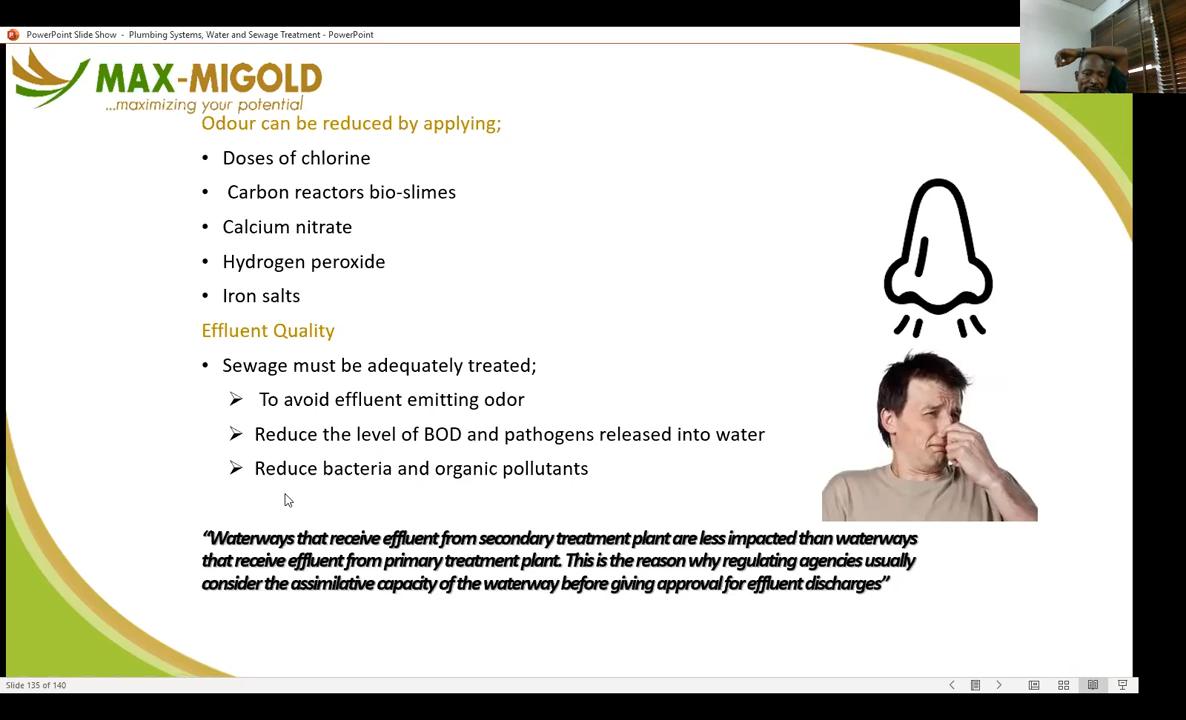 PowerPoint Slide Show - Plumbing Systems, Water and Sewage Treatment - PowerPoint
MAX-MIGOLD
...maximizing your potential
Odour can be reduced by applying;
• Doses of chlorine
• Carbon reactors bio-slimes
• Calcium nitrate
• Hydrogen peroxide
• Iron salts
Effluent Quality
• Sewage must be adequately treated;
➢ To avoid effluent emitting odor
➢ Reduce the level of BOD and pathogens released into water
➢ Reduce bacteria and organic pollutants
“Waterways that receive effluent from secondary treatment plant are less impacted than waterways
that receive effluent from primary treatment plant. This is the reason why regulating agencies usually
consider the assimilative capacity of the waterway before giving approval for effluent discharges”
Slide 135 of 140